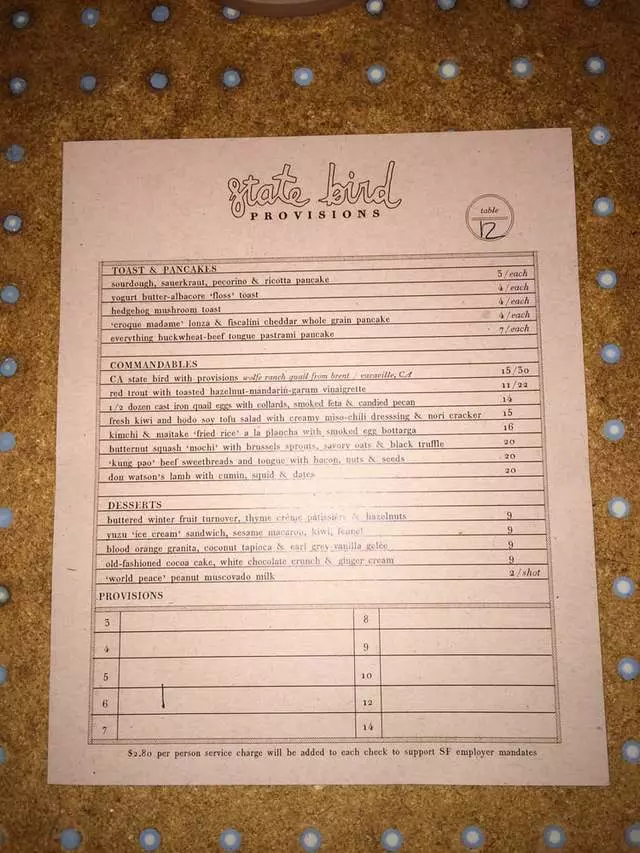 state bird
PROVISIONS
table
12
TOAST & PANCAKES
sourdough, sauerkraut, pecorino & ricotta pancake 3/each
yogurt butter-albacore 'floss' toast 4/each
hedgehog mushroom toast 4/each
'croque madame' lonza & fiscalini cheddar whole grain pancake 4/each
everything buckwheat-beef tongue pastrami pancake 7/each
COMMANDABLES
CA state bird with provisions wolfe ranch quail from brent / vacaville, CA 15/30
red trout with toasted hazelnut-mandarin-garum vinaigrette 11/22
1/2 dozen cast iron quail eggs with collards, smoked feta & candied pecan 14
fresh kiwi and hodo soy tofu salad with creamy miso-chili dresssing & nori cracker 15
kimchi & maitake 'fried rice' a la plancha with smoked egg bottarga 16
butternut squash 'mochi' with brussels sprouts, savory oats & black truffle 20
'kung pao' beef sweetbreads and tongue with bacon, nuts & seeds 20
don watson's lamb with cumin, squid & dates 20
DESSERTS
buttered winter fruit turnover, thyme crème pâtissière & hazelnuts 9
yuzu 'ice cream' sandwich, sesame macaron, kiwi, fennel 9
blood orange granita, coconut tapioca & earl grey-vanilla gelée 9
old-fashioned cocoa cake, white chocolate crunch & ginger cream 9
'world peace' peanut muscovado milk 2/shot
PROVISIONS
3 8
4 9
5 10
6 12
7 14
$2.80 per person service charge will be added to each check to support SF employer mandates